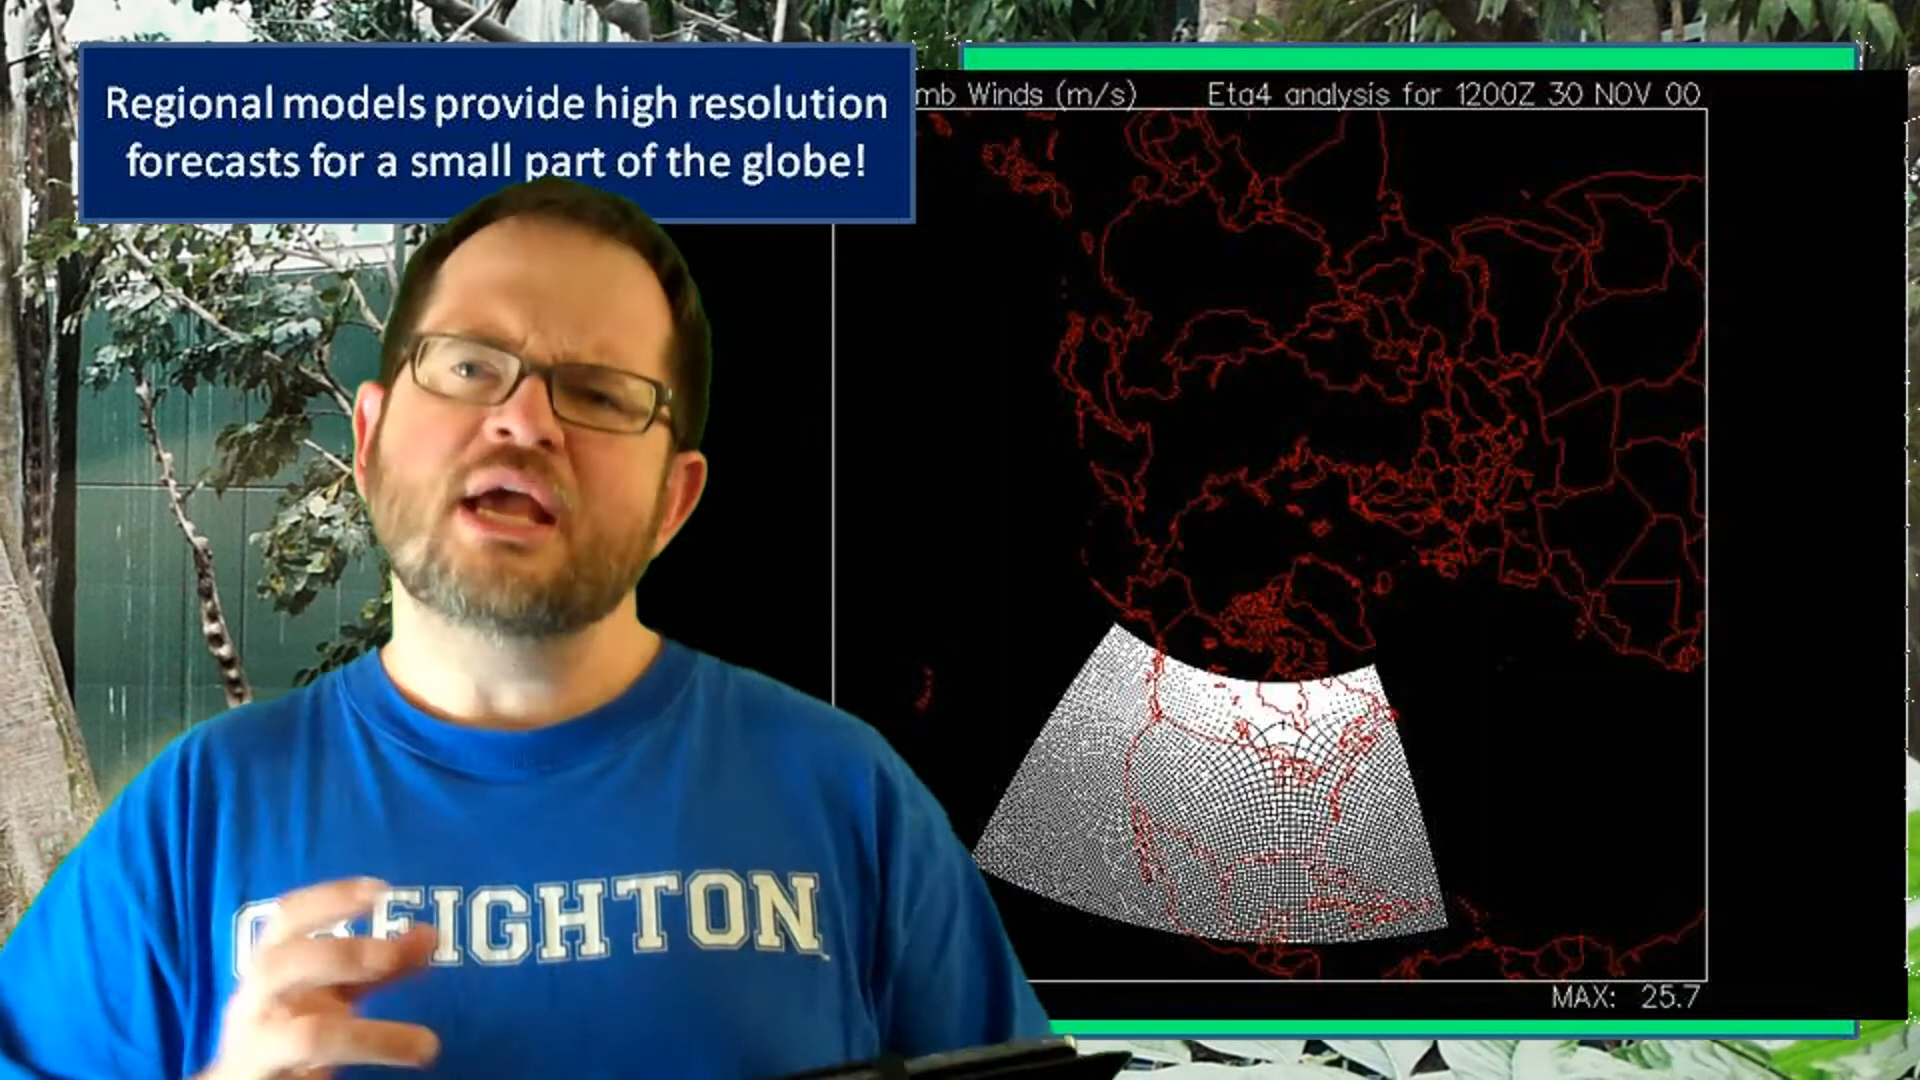 Regional models provide high resolution
forecasts for a small part of the globe!
mb Winds (m/s) Eta4 analysis for 1200Z 30 NOV 00
MAX: 25.7
EIGHTON